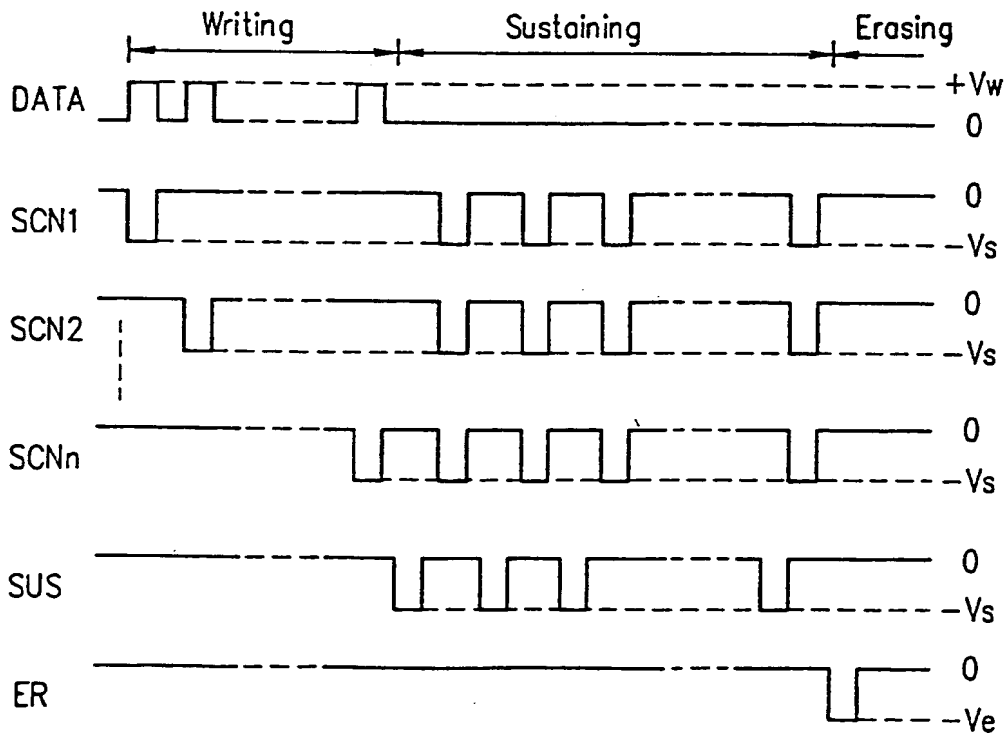 Writing Sustaining Erasing
DATA +Vw
0
SCN1 0
-Vs
SCN2 0
-Vs
SCNn 0
-Vs
SUS 0
-Vs
ER 0
-Ve